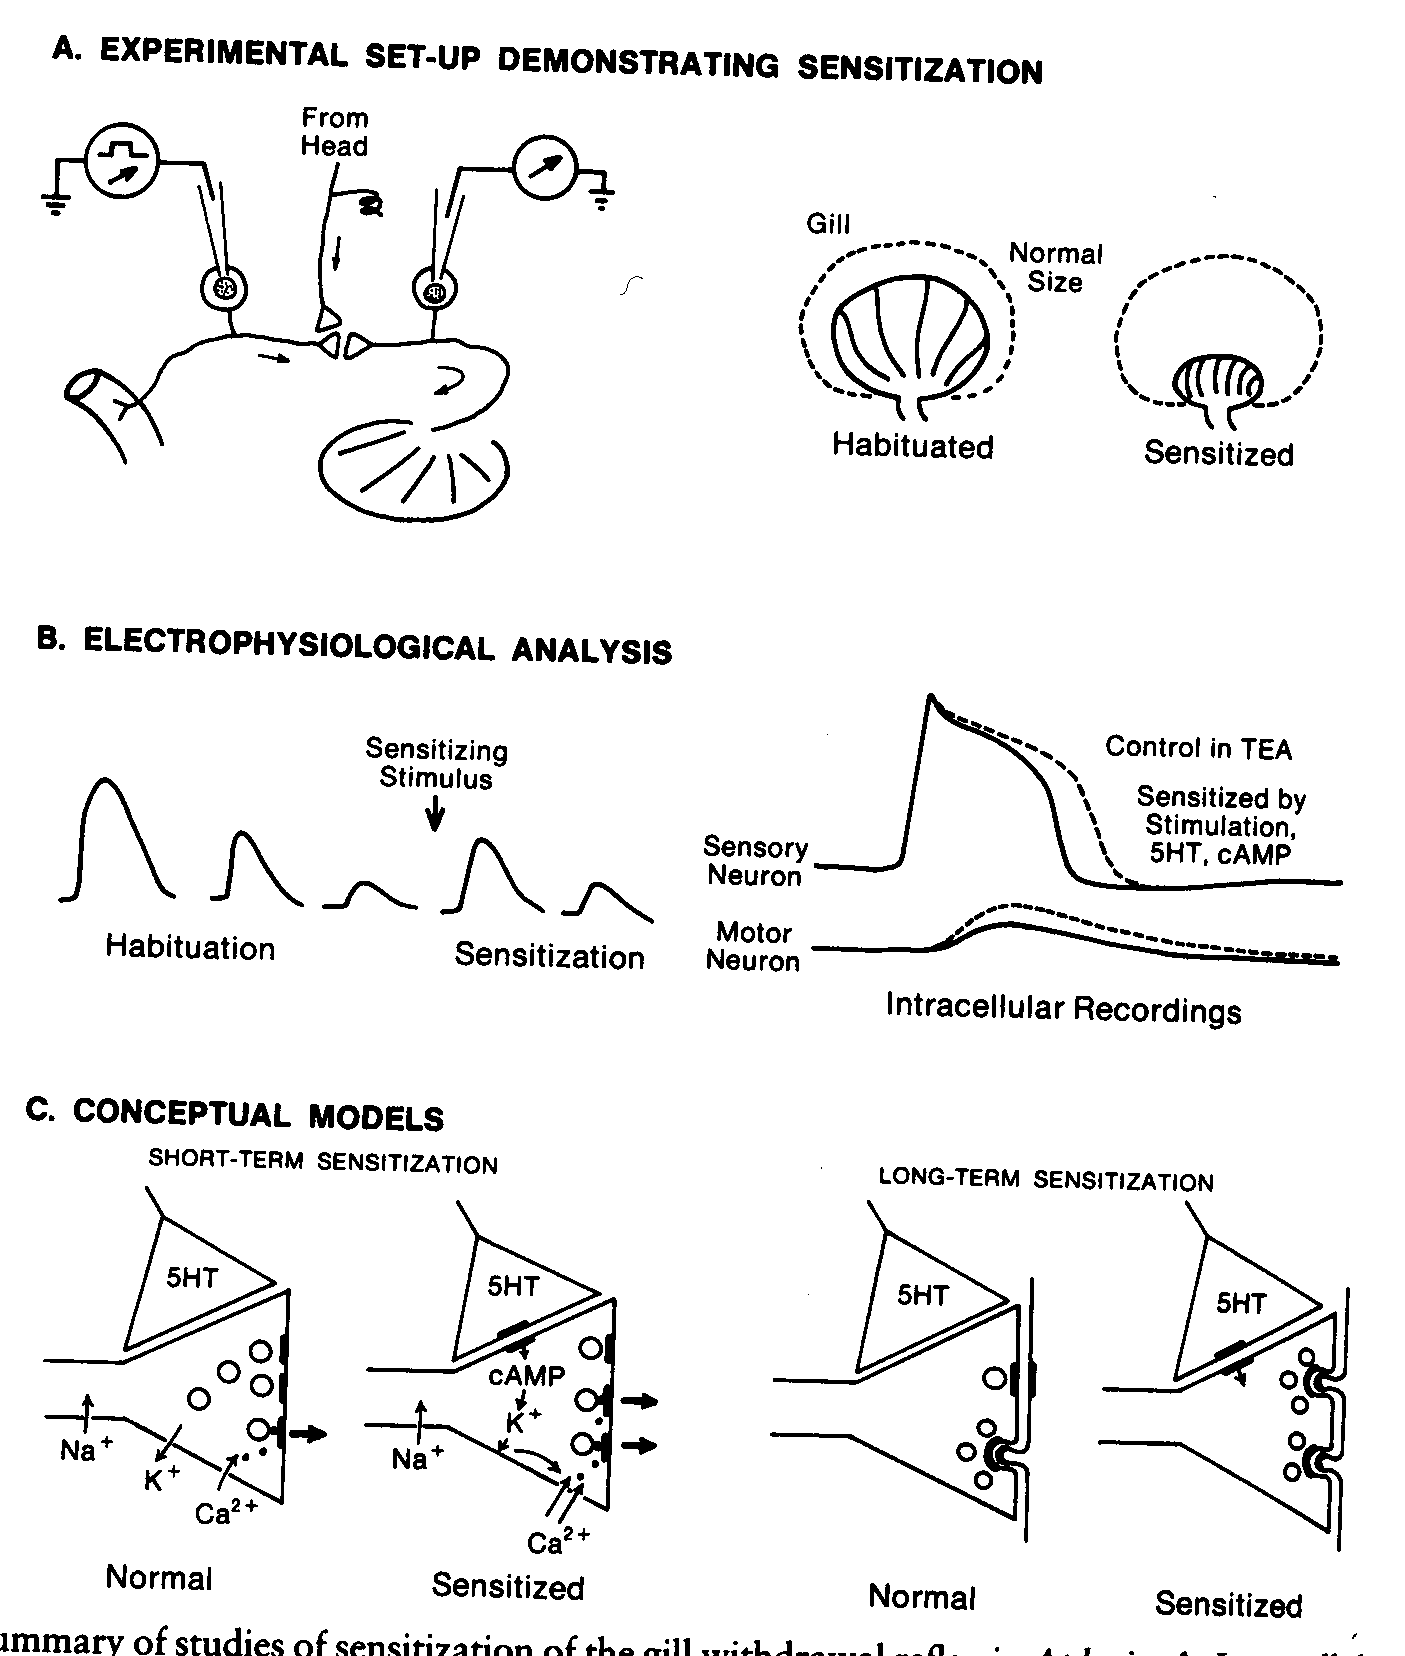 A. EXPERIMENTAL SET-UP DEMONSTRATING SENSITIZATION
From
Head
Gill
Normal
Size
Habituated
Sensitized
B. ELECTROPHYSIOLOGICAL ANALYSIS
Sensitizing
Stimulus
Habituation
Sensitization
Control in TEA
Sensitized by
Stimulation,
5HT, cAMP
Sensory
Neuron
Motor
Neuron
Intracellular Recordings
C. CONCEPTUAL MODELS
SHORT-TERM SENSITIZATION
5HT
Na⁺
K⁺
Ca²⁺
Normal
5HT
cAMP
K⁺
Na⁺
Ca²⁺
Sensitized
LONG-TERM SENSITIZATION
5HT
Normal
5HT
Sensitized
ummary of studies of sensitization of the gill withdrawal